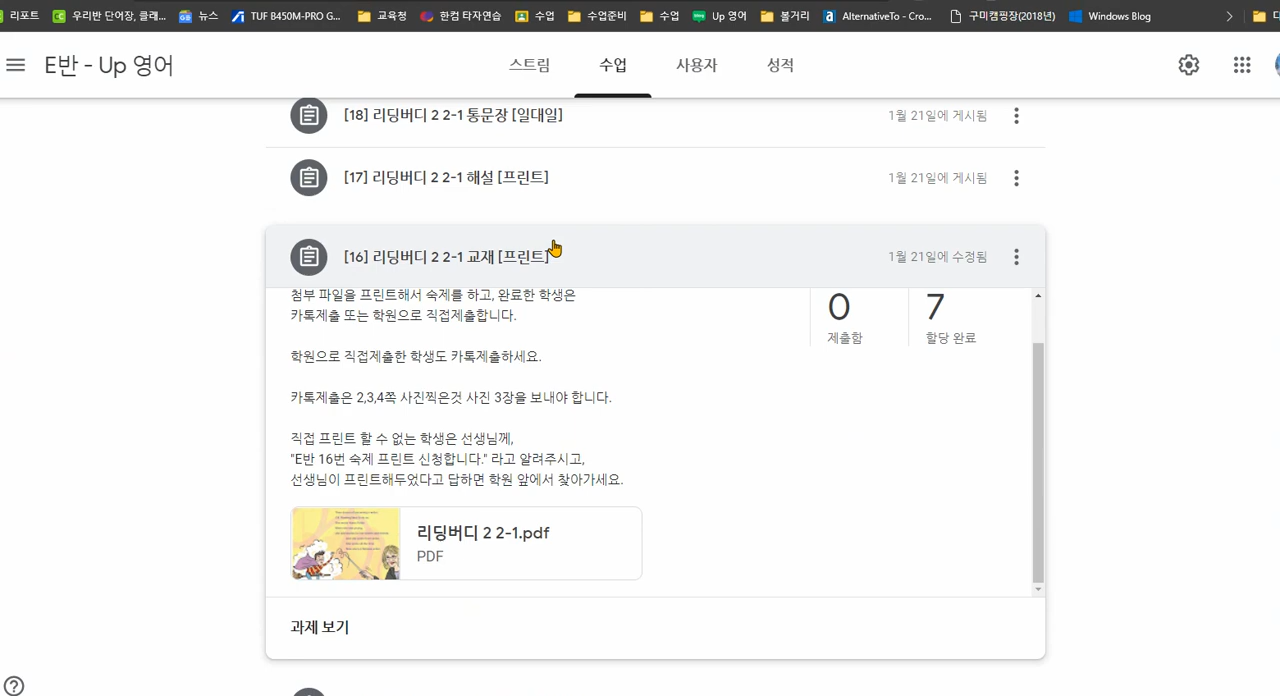 리포트 우리반 단어장, 클래... 뉴스 TUF B450M-PRO G... 교육청 한컴 타자연습 수업 수업준비 수업 Up 영어 볼거리 AlternativeTo - Cro... 구미캠핑장(2018년) Windows Blog
E반 - Up 영어 스트림 수업 사용자 성적
[18] 리딩버디 2 2-1 통문장 [일대일] 1월 21일에 게시됨
[17] 리딩버디 2 2-1 해설 [프린트] 1월 21일에 게시됨
[16] 리딩버디 2 2-1 교재 [프린트] 1월 21일에 수정됨
첨부 파일을 프린트해서 숙제를 하고, 완료한 학생은
카톡제출 또는 학원으로 직접제출합니다.
0 7
제출함 할당 완료
학원으로 직접제출한 학생도 카톡제출하세요.
카톡제출은 2,3,4쪽 사진찍은것 사진 3장을 보내야 합니다.
직접 프린트 할 수 없는 학생은 선생님께,
"E반 16번 숙제 프린트 신청합니다." 라고 알려주시고,
선생님이 프린트해두었다고 답하면 학원 앞에서 찾아가세요.
리딩버디 2 2-1.pdf
PDF
과제 보기